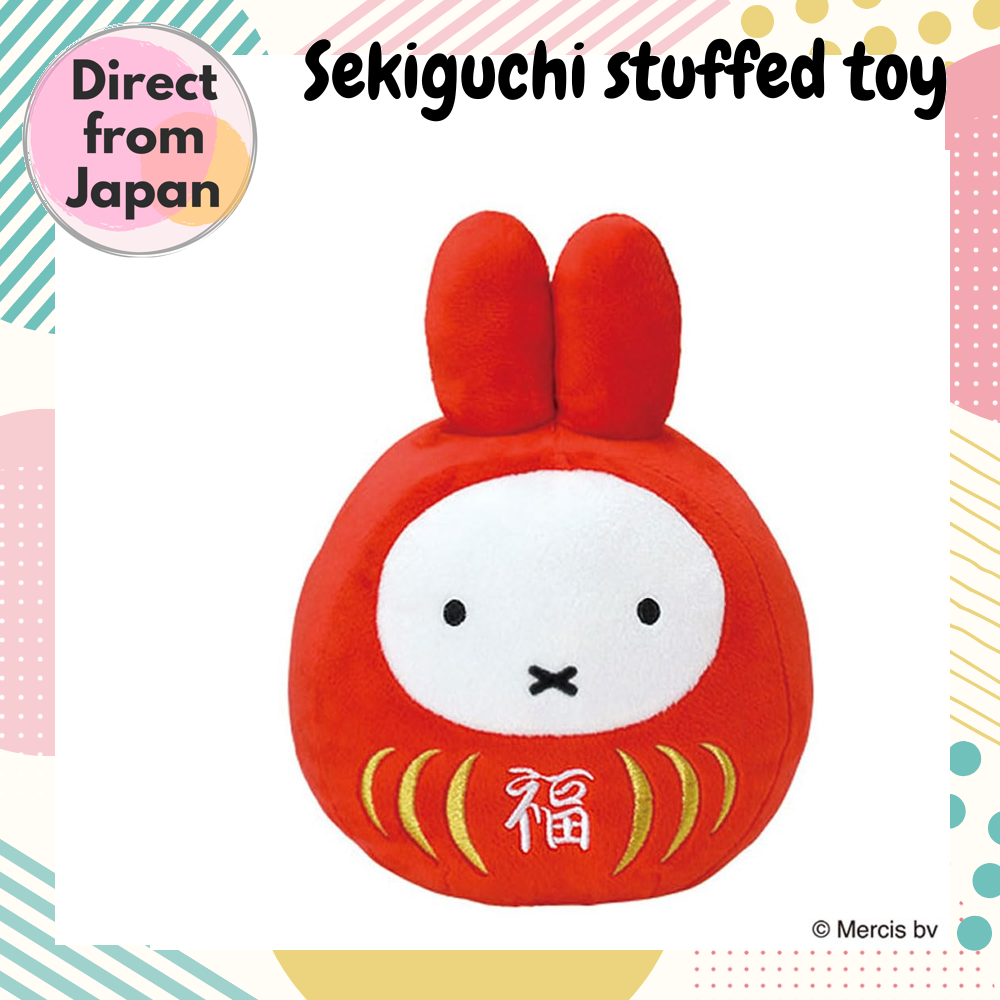 Direct
from
Japan
Sekiguchi stuffed toy
福
© Mercis bv